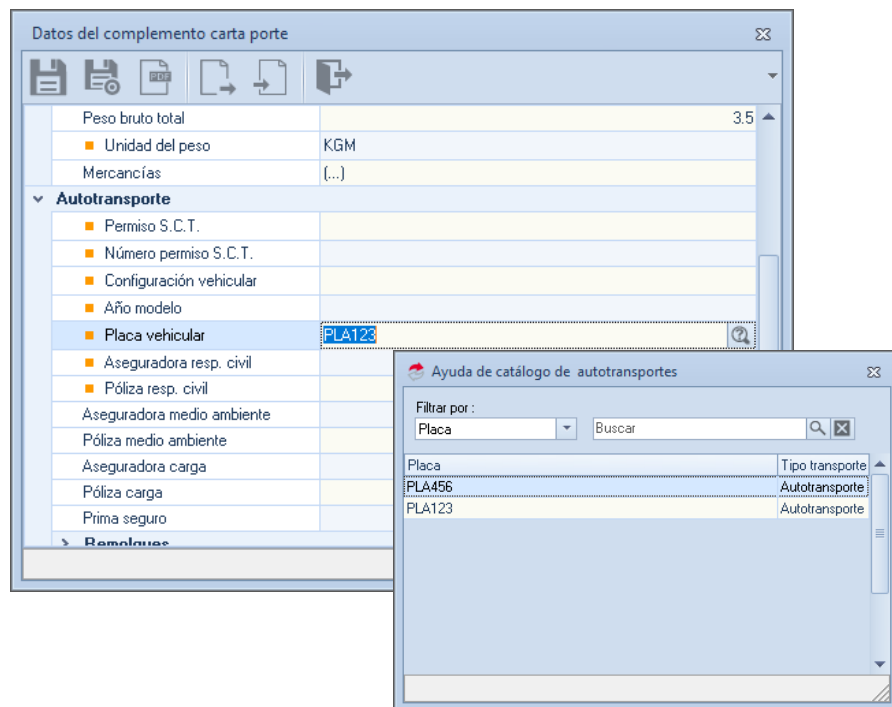 Datos del complemento carta porte
PDF
Peso bruto total 3.5
Unidad del peso KGM
Mercancías (...)
Autotransporte
Permiso S.C.T.
Número permiso S.C.T.
Configuración vehicular
Año modelo
Placa vehicular PLA123
Aseguradora resp. civil
Póliza resp. civil
Aseguradora medio ambiente
Póliza medio ambiente
Aseguradora carga
Póliza carga
Prima seguro
Remolques
Ayuda de catálogo de autotransportes
Filtrar por :
Placa Buscar
Placa Tipo transporte
PLA456 Autotransporte
PLA123 Autotransporte